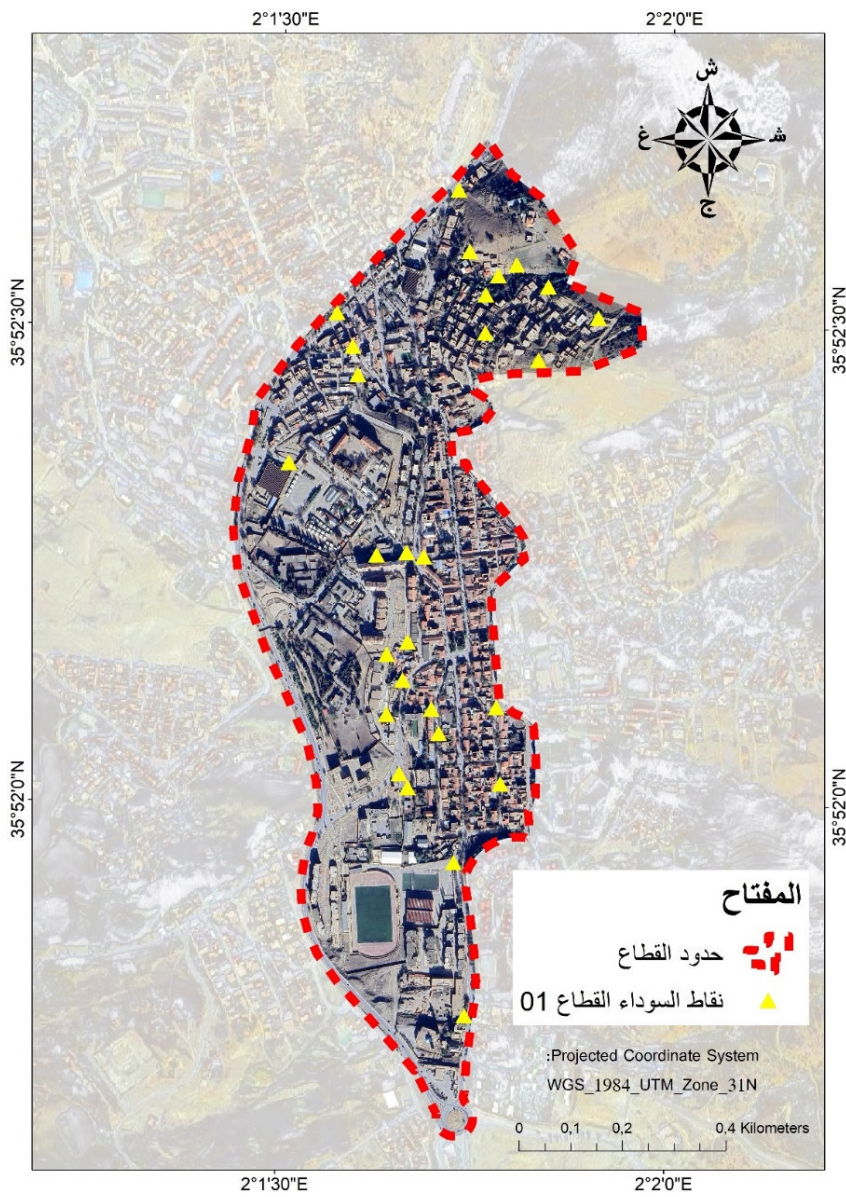 2°1'30"E
2°2'0"E
ش
غ
ش
ج
35°52'30"N
35°52'30"N
35°52'0"N
35°52'0"N
المفتاح
حدود القطاع
نقاط السوداء القطاع 01
:Projected Coordinate System
WGS_1984_UTM_Zone_31N
0 0,1 0,2 0,4 Kilometers
2°1'30"E
2°2'0"E